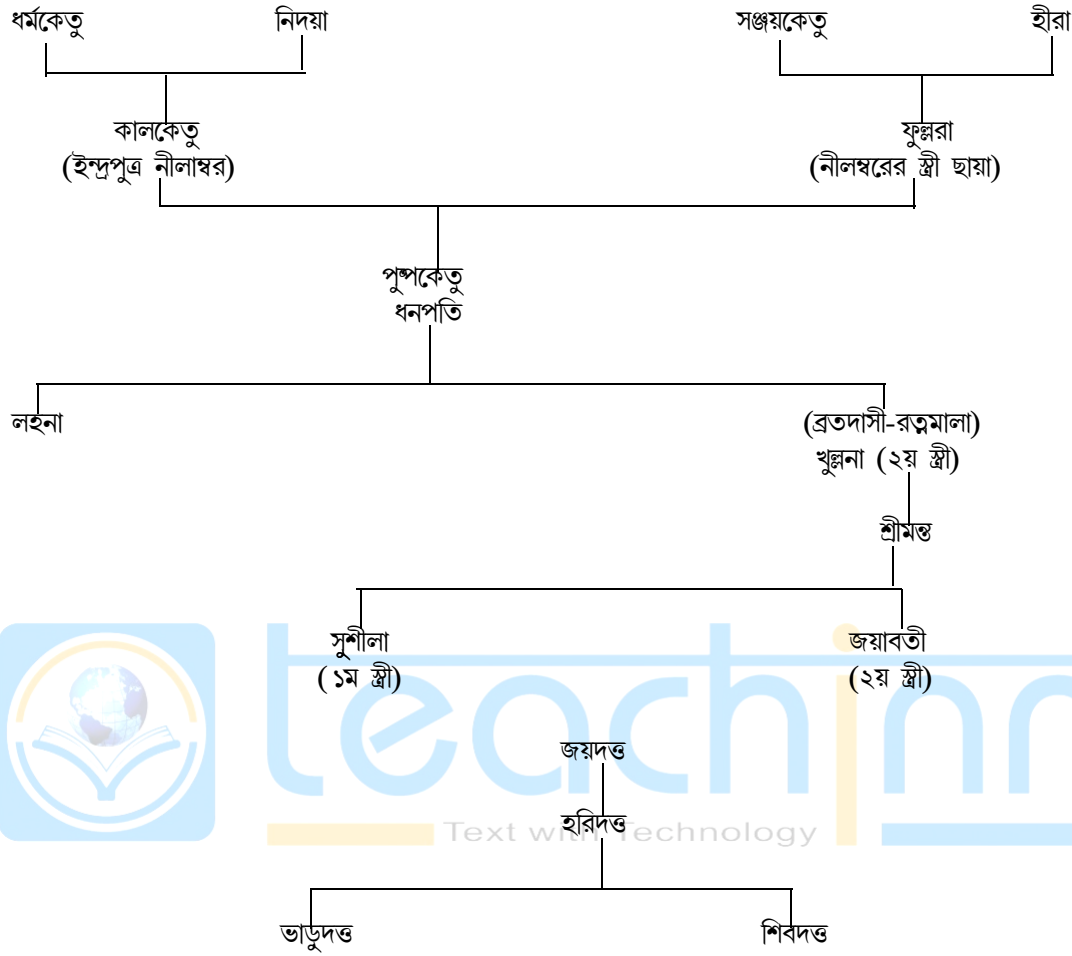 ধর্মকেতু নিদয়া সঞ্জয়কেতু হীরা
কালকেতু ফুল্লরা
(ইন্দ্রপুত্র নীলাম্বর) (নীলম্বরের স্ত্রী ছায়া)
পুষ্পকেতু
ধনপতি
লহনা (ব্রতদাসী-রত্নমালা)
খুল্লনা (২য় স্ত্রী)
শ্রীমন্ত
সুশীলা জয়াবতী
(১ম স্ত্রী) (২য় স্ত্রী)
জয়দত্ত
হরিদত্ত
Text with Technology
ভাডুদত্ত শিবদত্ত